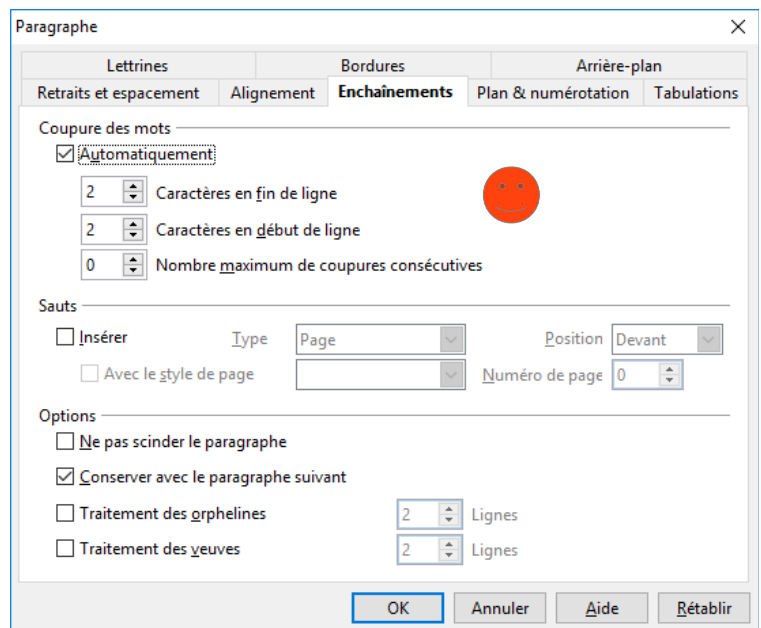 Paragraphe
Lettrines Bordures Arrière-plan
Retraits et espacement Alignement Enchaînements Plan & numérotation Tabulations
Coupure des mots
Automatiquement
2 Caractères en fin de ligne
2 Caractères en début de ligne
0 Nombre maximum de coupures consécutives
Sauts
Insérer Type Page Position Devant
Avec le style de page Numéro de page 0
Options
Ne pas scinder le paragraphe
Conserver avec le paragraphe suivant
Traitement des orphelines 2 Lignes
Traitement des veuves 2 Lignes
OK Annuler Aide Rétablir